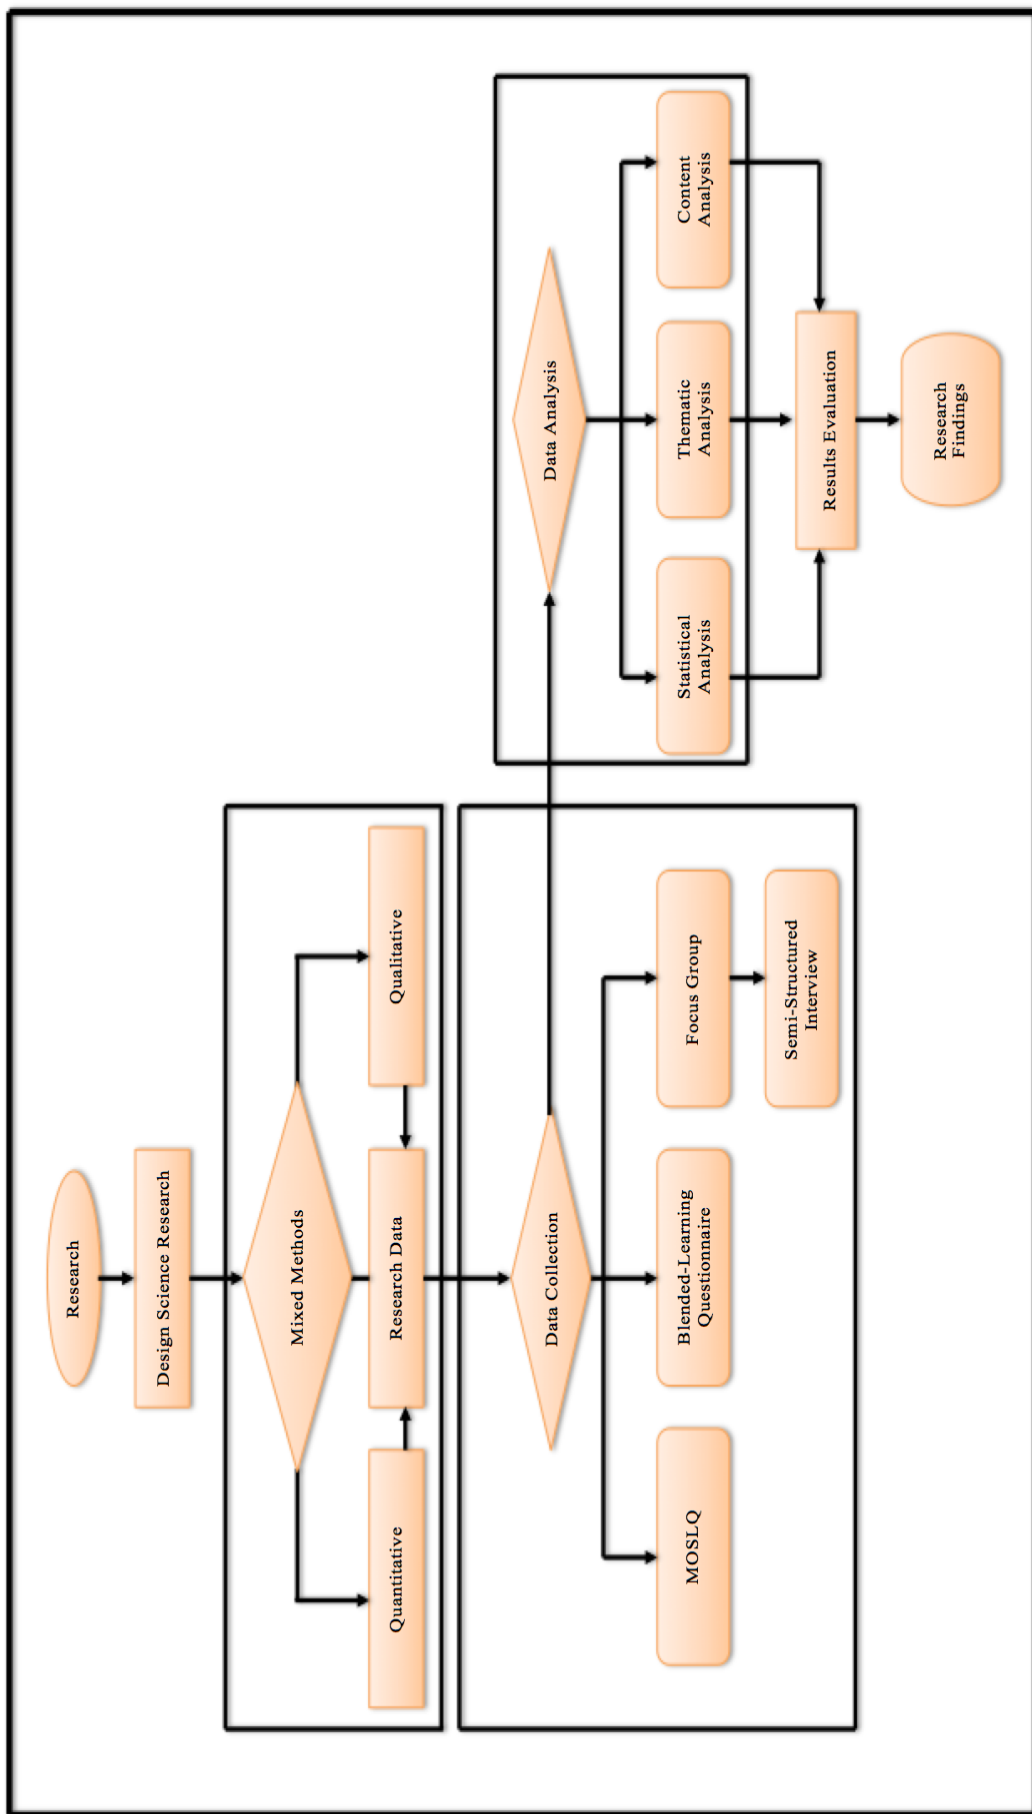 Research
Design Science Research
Mixed Methods
Quantitative
Research Data
Qualitative
Data Collection
MOSLQ
Blended-Learning
Questionnaire
Focus Group
Semi-Structured
Interview
Data Analysis
Statistical
Analysis
Thematic
Analysis
Content
Analysis
Results Evaluation
Research
Findings